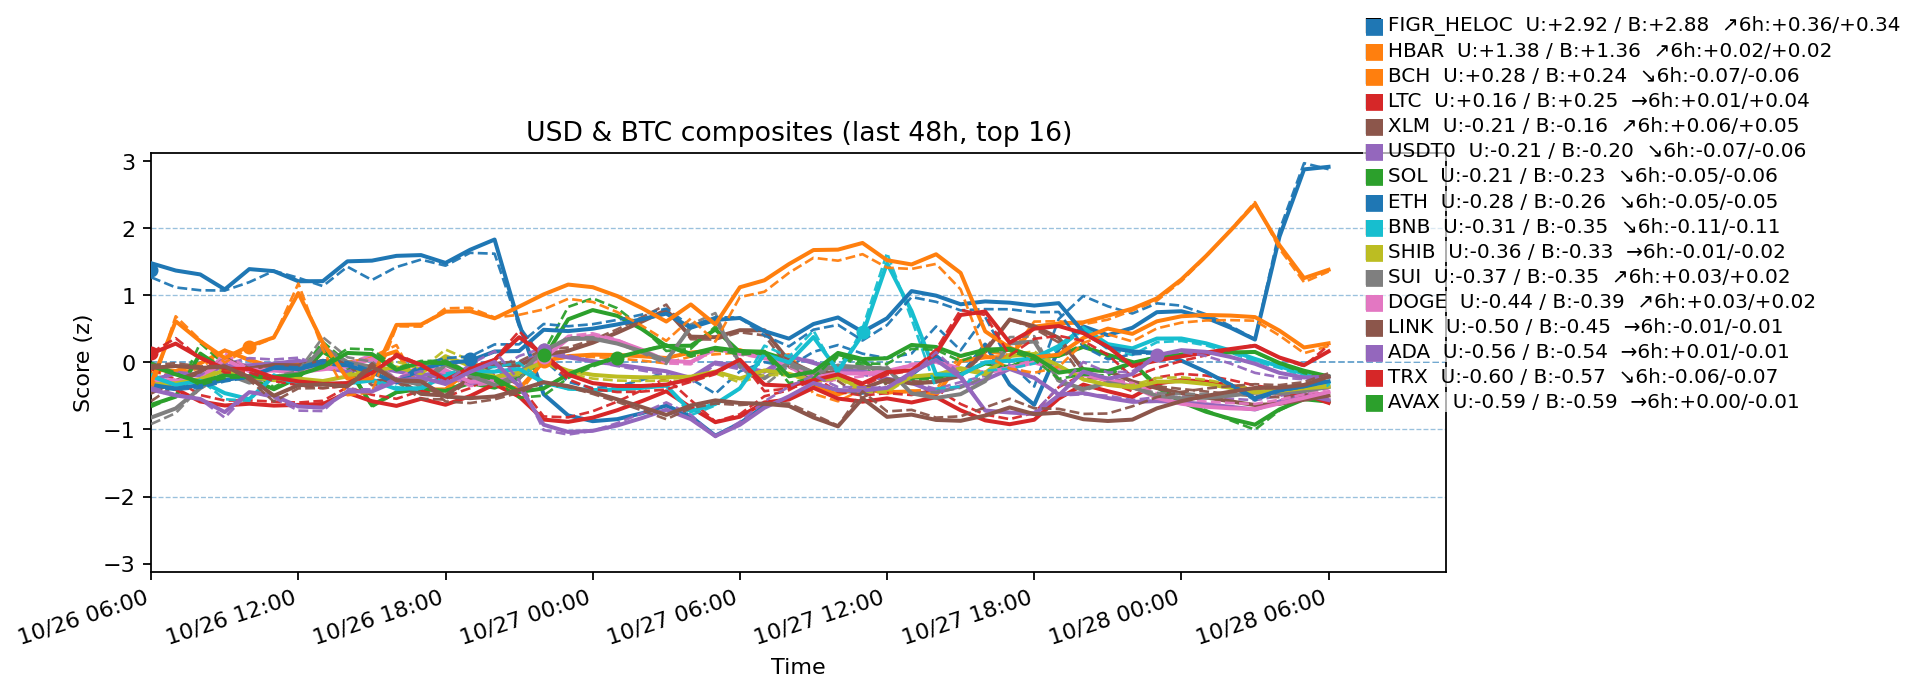 FIGR_HELOC U:+2.92 / B:+2.88 ↗6h:+0.36/+0.34
HBAR U:+1.38 / B:+1.36 ↗6h:+0.02/+0.02
BCH U:+0.28 / B:+0.24 ↘6h:-0.07/-0.06
LTC U:+0.16 / B:+0.25 →6h:+0.01/+0.04
XLM U:-0.21 / B:-0.16 ↗6h:+0.06/+0.05
USDT0 U:-0.21 / B:-0.20 ↘6h:-0.07/-0.06
SOL U:-0.21 / B:-0.23 ↘6h:-0.05/-0.06
ETH U:-0.28 / B:-0.26 ↘6h:-0.05/-0.05
BNB U:-0.31 / B:-0.35 ↘6h:-0.11/-0.11
SHIB U:-0.36 / B:-0.33 →6h:-0.01/-0.02
SUI U:-0.37 / B:-0.35 ↗6h:+0.03/+0.02
DOGE U:-0.44 / B:-0.39 ↗6h:+0.03/+0.02
LINK U:-0.50 / B:-0.45 →6h:-0.01/-0.01
ADA U:-0.56 / B:-0.54 →6h:+0.01/-0.01
TRX U:-0.60 / B:-0.57 ↘6h:-0.06/-0.07
AVAX U:-0.59 / B:-0.59 →6h:+0.00/-0.01
USD & BTC composites (last 48h, top 16)
Score (z)
3
2
1
0
−1
−2
−3
10/26 06:00
10/26 12:00
10/26 18:00
10/27 00:00
10/27 06:00
10/27 12:00
10/27 18:00
10/28 00:00
10/28 06:00
Time